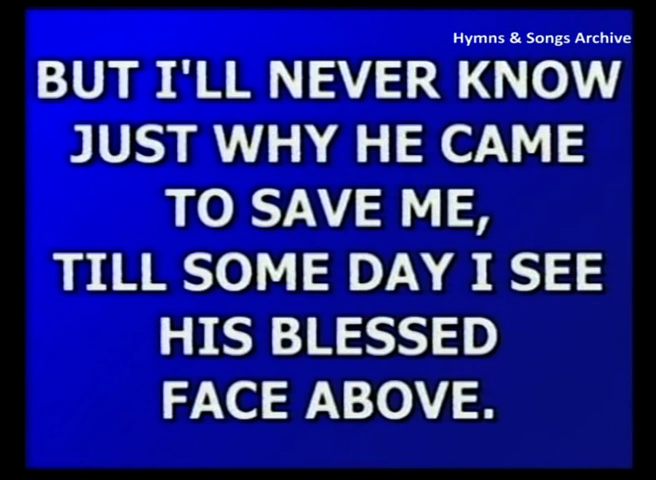 Hymns & Songs Archive
BUT I'LL NEVER KNOW
JUST WHY HE CAME
TO SAVE ME,
TILL SOME DAY I SEE
HIS BLESSED
FACE ABOVE.